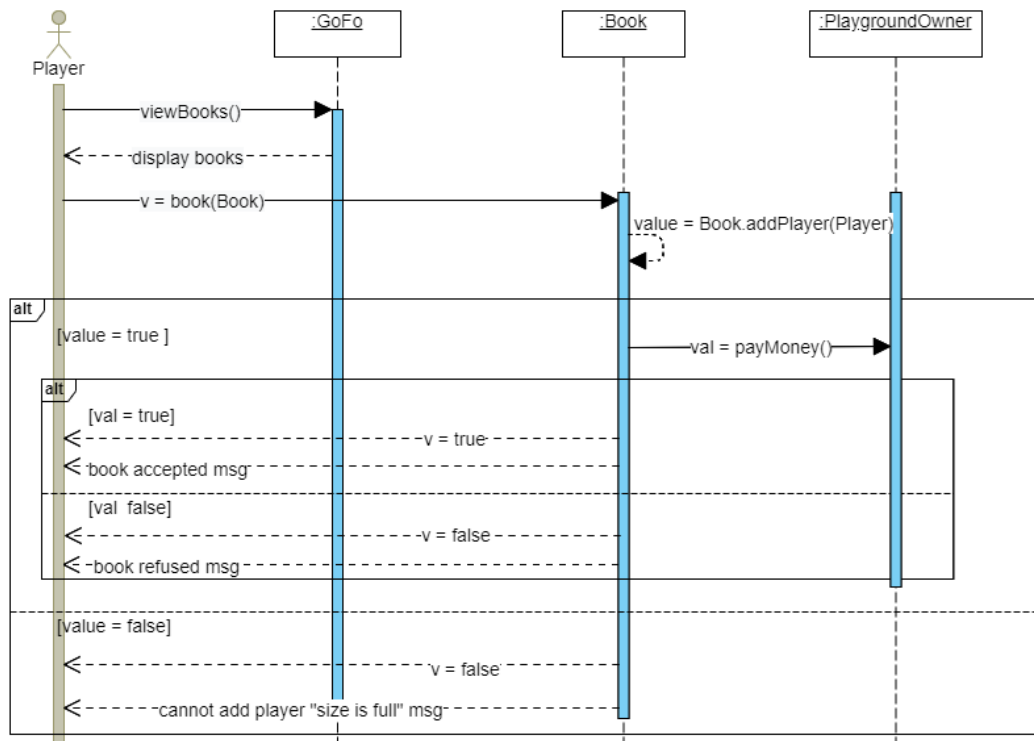 :GoFo
:Book
:PlaygroundOwner
Player
viewBooks()
display books
v = book(Book)
value = Book.addPlayer(Player)
alt
[value = true ]
val = payMoney()
alt
[val = true]
v = true
book accepted msg
[val  false]
v = false
book refused msg
[value = false]
v = false
cannot add player "size is full" msg